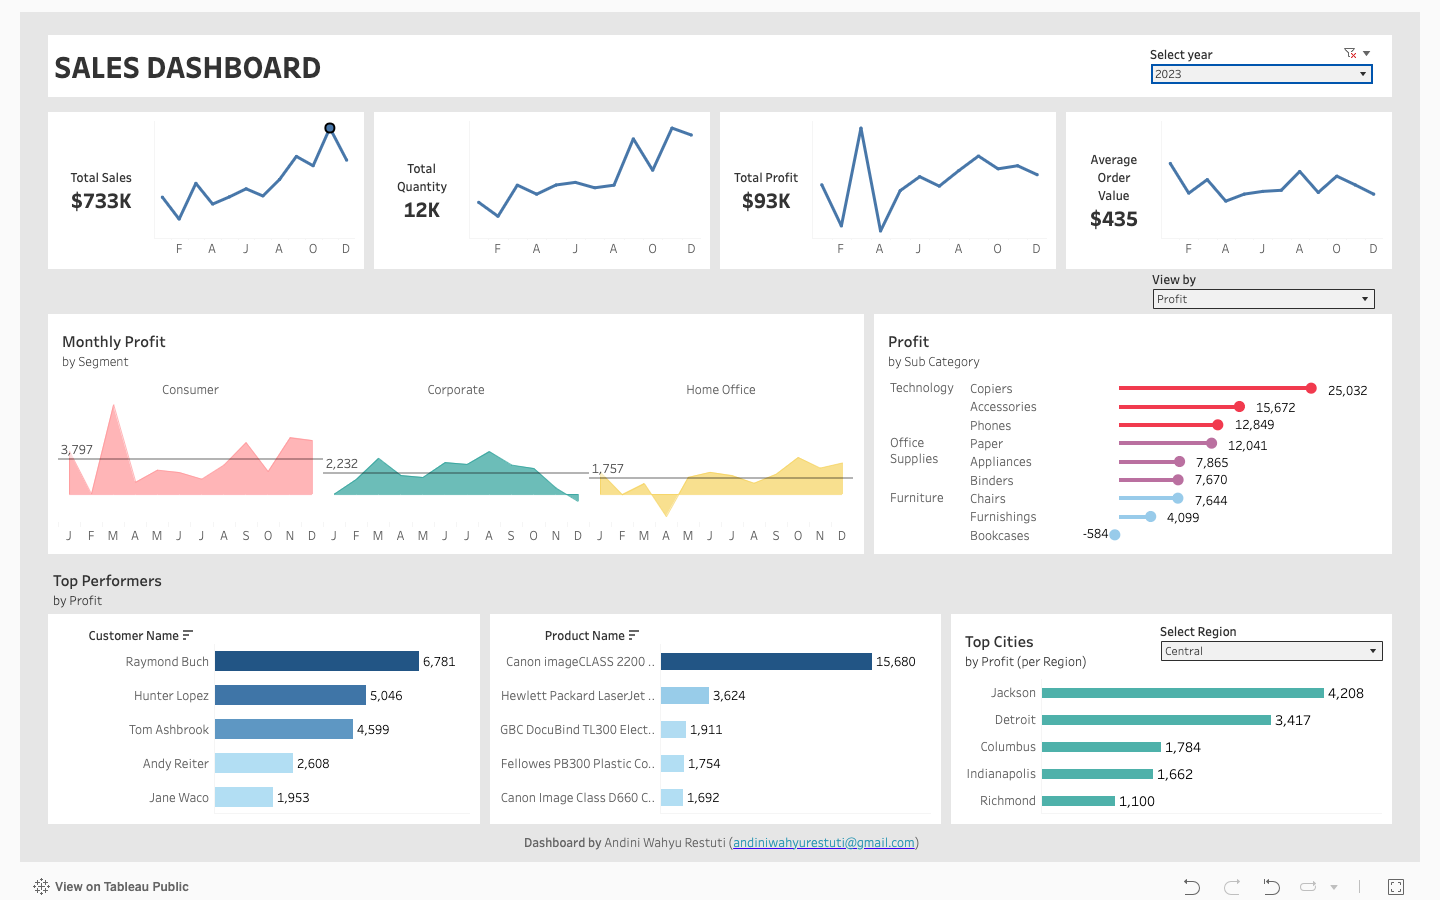 SALES DASHBOARD
Select year
2023
Total Sales
$733K
F A J A O D
Total
Quantity
12K
F A J A O D
Total Profit
$93K
F A J A O D
Average
Order
Value
$435
F A J A O D
View by
Profit
Monthly Profit
by Segment
Consumer Corporate Home Office
3,797 2,232 1,757
J F M A M J J A S O N D J F M A M J J A S O N D J F M A M J J A S O N D
Profit
by Sub Category
Technology Copiers 25,032
Accessories 15,672
Phones 12,849
Office Supplies Paper 12,041
Appliances 7,865
Binders 7,670
Furniture Chairs 7,644
Furnishings 4,099
Bookcases -584
Top Performers
by Profit
Customer Name
Raymond Buch 6,781
Hunter Lopez 5,046
Tom Ashbrook 4,599
Andy Reiter 2,608
Jane Waco 1,953
Product Name
Canon imageCLASS 2200 .. 15,680
Hewlett Packard LaserJet .. 3,624
GBC DocuBind TL300 Elect.. 1,911
Fellowes PB300 Plastic Co.. 1,754
Canon Image Class D660 C.. 1,692
Top Cities
by Profit (per Region)
Select Region
Central
Jackson 4,208
Detroit 3,417
Columbus 1,784
Indianapolis 1,662
Richmond 1,100
Dashboard by Andini Wahyu Restuti (andiniwahyurestuti@gmail.com)
View on Tableau Public